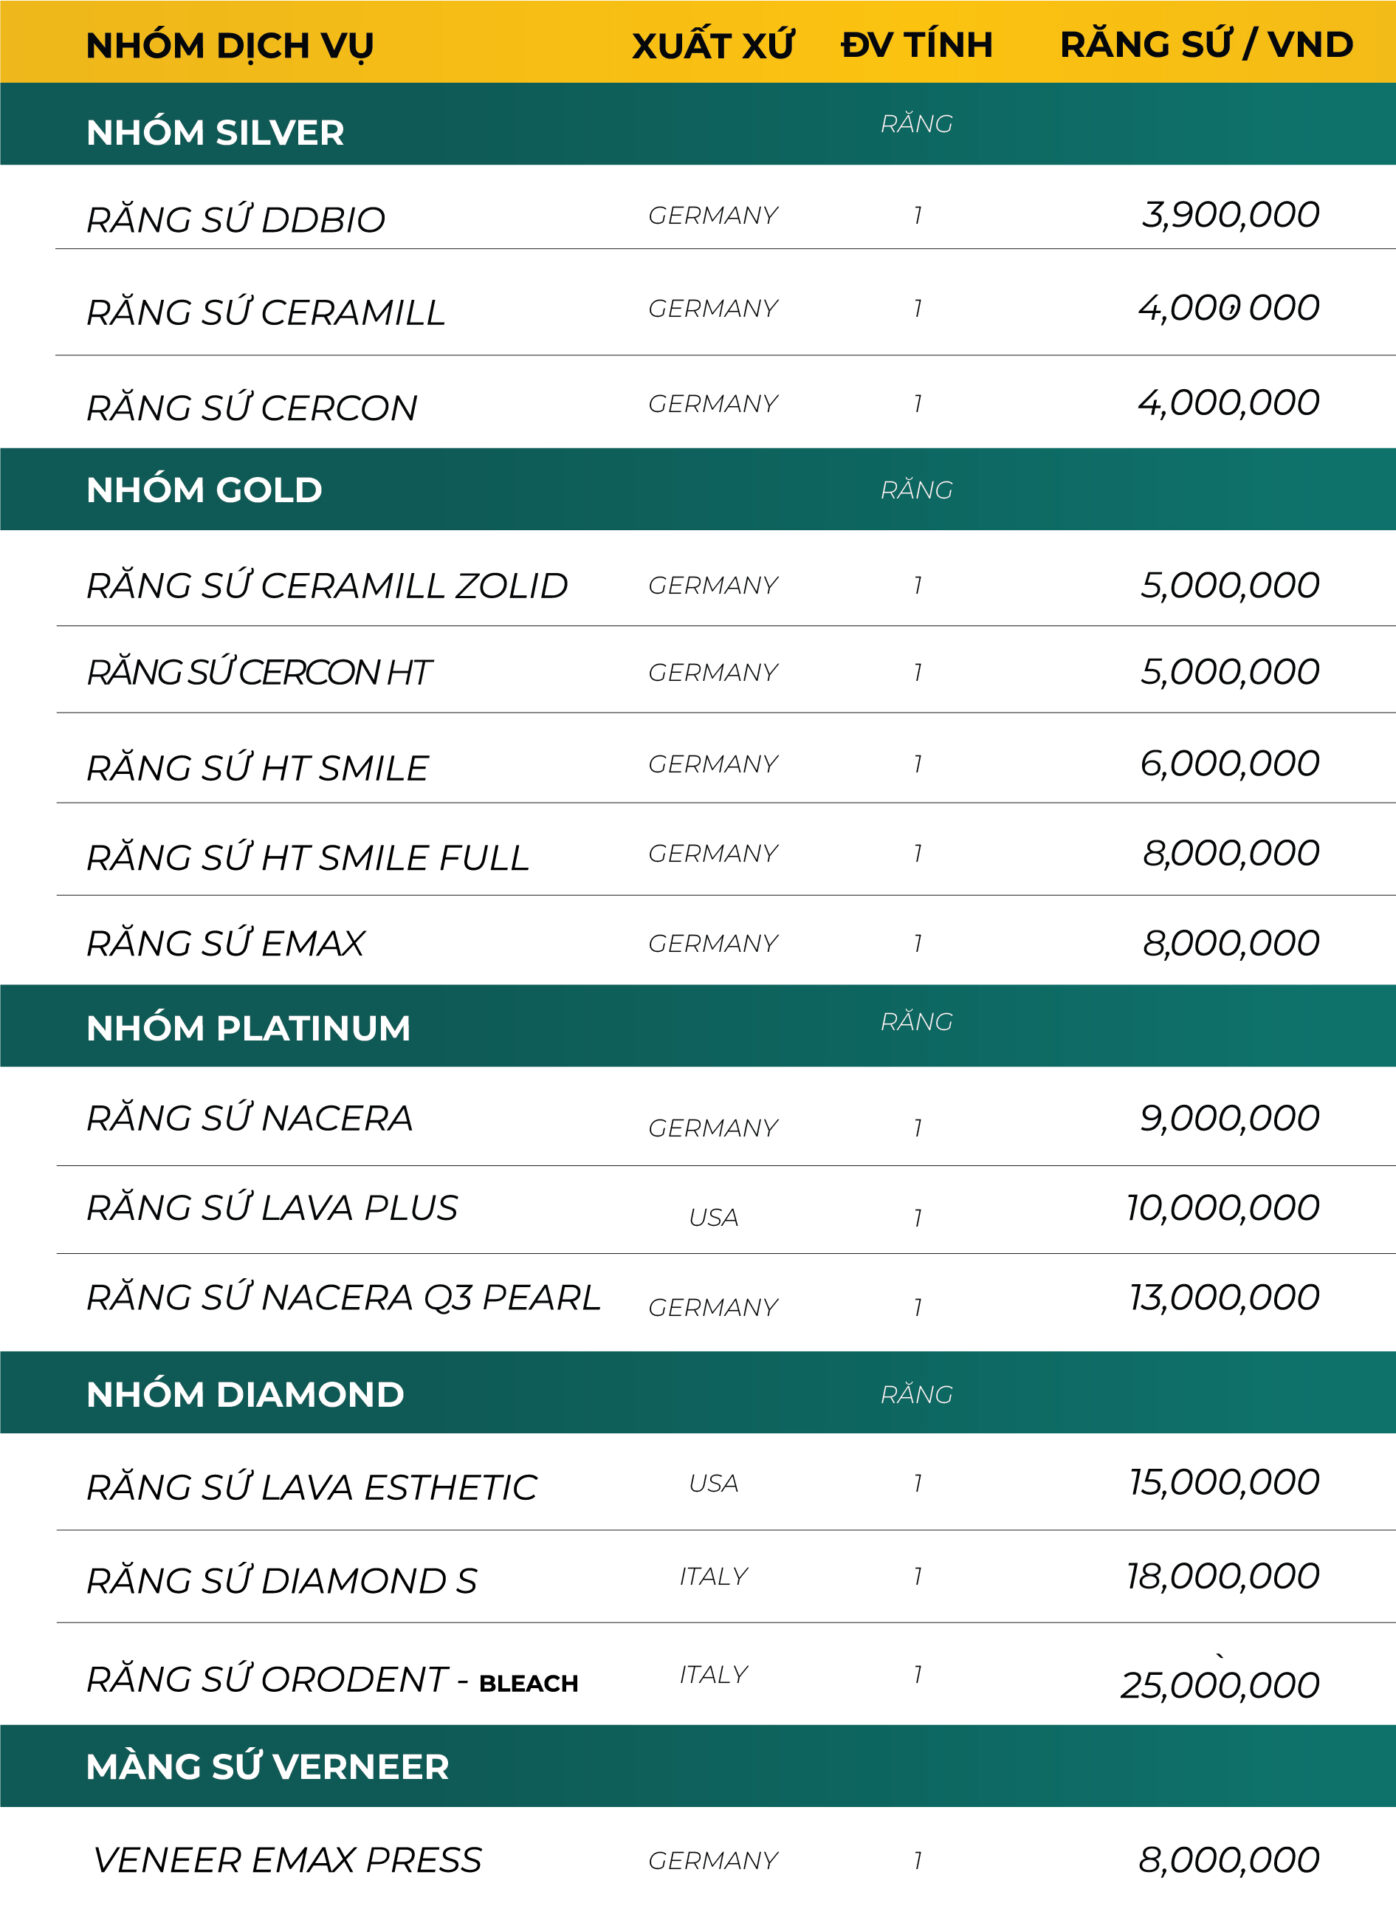 NHÓM DỊCH VỤ XUẤT XỨ ĐV TÍNH RĂNG SỨ / VND
NHÓM SILVER RĂNG
RĂNG SỨ DDBIO GERMANY 1 3,900,000
RĂNG SỨ CERAMILL GERMANY 1 4,000,000
RĂNG SỨ CERCON GERMANY 1 4,000,000
NHÓM GOLD RĂNG
RĂNG SỨ CERAMILL ZOLID GERMANY 1 5,000,000
RĂNG SỨ CERCON HT GERMANY 1 5,000,000
RĂNG SỨ HT SMILE GERMANY 1 6,000,000
RĂNG SỨ HT SMILE FULL GERMANY 1 8,000,000
RĂNG SỨ EMAX GERMANY 1 8,000,000
NHÓM PLATINUM RĂNG
RĂNG SỨ NACERA GERMANY 1 9,000,000
RĂNG SỨ LAVA PLUS USA 1 10,000,000
RĂNG SỨ NACERA Q3 PEARL GERMANY 1 13,000,000
NHÓM DIAMOND RĂNG
RĂNG SỨ LAVA ESTHETIC USA 1 15,000,000
RĂNG SỨ DIAMOND S ITALY 1 18,000,000
RĂNG SỨ ORODENT - BLEACH ITALY 1 25,000,000
MÀNG SỨ VERNEER
VENEER EMAX PRESS GERMANY 1 8,000,000